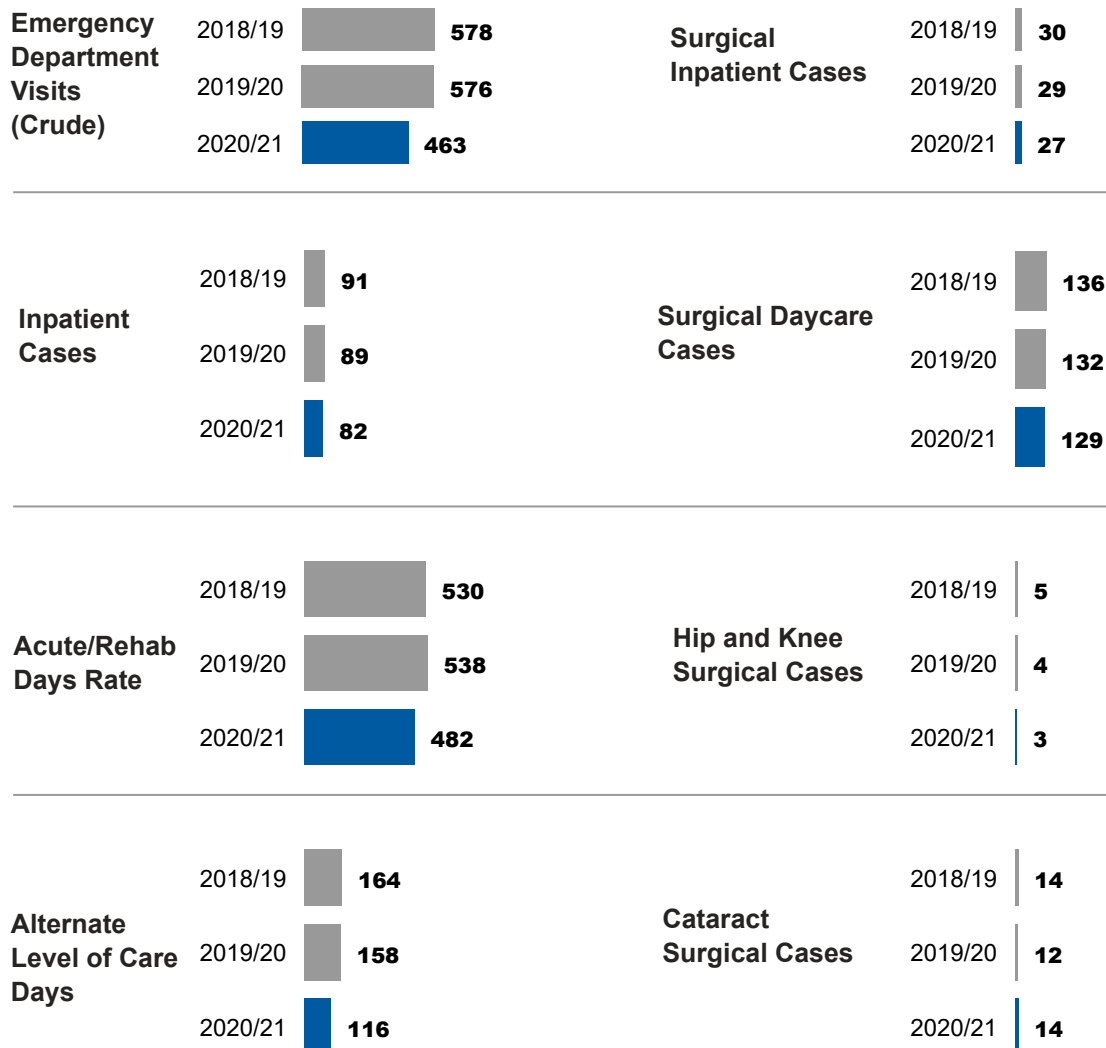 Emergency
Department
Visits
(Crude)
2018/19 578
2019/20 576
2020/21 463
Surgical
Inpatient Cases
2018/19 30
2019/20 29
2020/21 27
Inpatient
Cases
2018/19 91
2019/20 89
2020/21 82
Surgical Daycare
Cases
2018/19 136
2019/20 132
2020/21 129
Acute/Rehab
Days Rate
2018/19 530
2019/20 538
2020/21 482
Hip and Knee
Surgical Cases
2018/19 5
2019/20 4
2020/21 3
Alternate
Level of Care
Days
2018/19 164
2019/20 158
2020/21 116
Cataract
Surgical Cases
2018/19 14
2019/20 12
2020/21 14